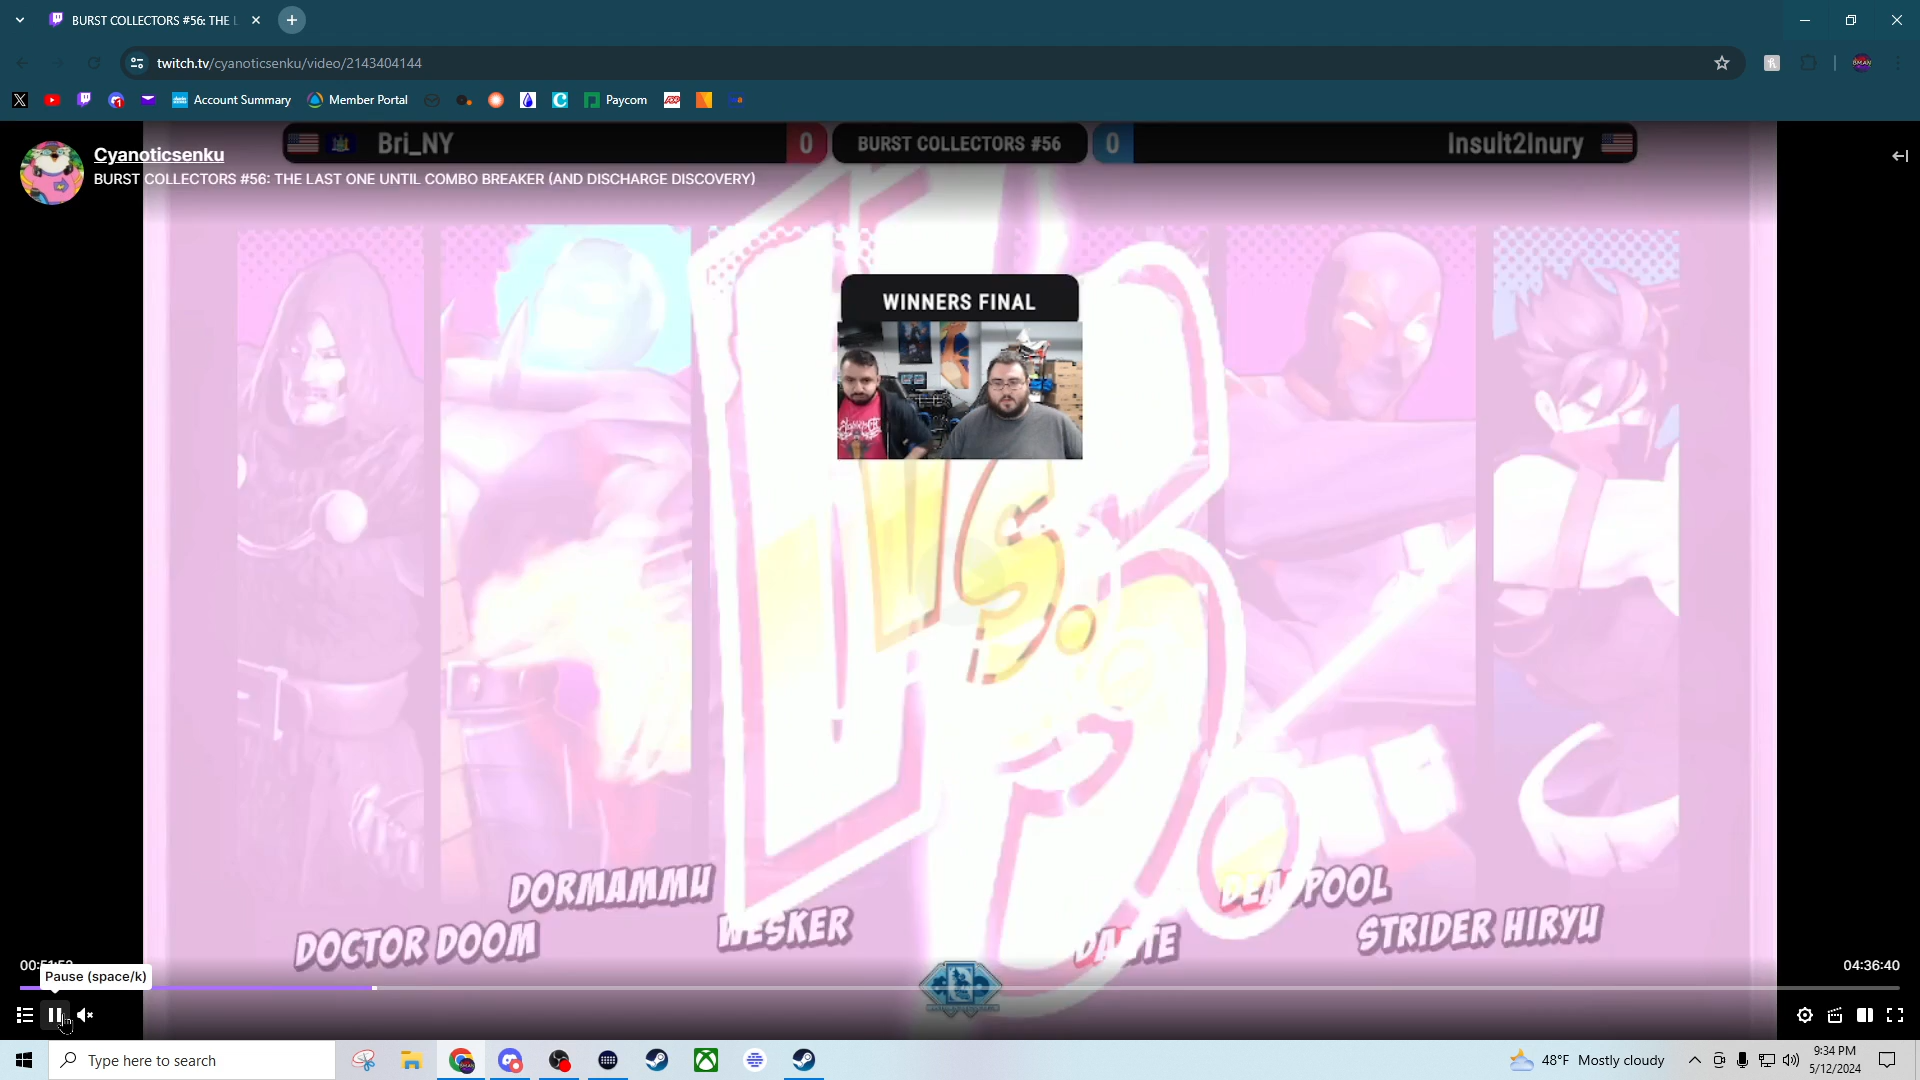 BURST COLLECTORS #56: THE L
twitch.tv/cyanoticsenku/video/2143404144
Account Summary
Member Portal
Paycom
Bri_NY 0 BURST COLLECTORS #56 0 Insult2Inury
Cyanoticsenku
BURST COLLECTORS #56: THE LAST ONE UNTIL COMBO BREAKER (AND DISCHARGE DISCOVERY)
WINNERS FINAL
VS.
DORMAMMU
DEADPOOL
DOCTOR DOOM
WESKER
DANTE
STRIDER HIRYU
04:36:40
Pause (space/k)
Type here to search
48°F Mostly cloudy
9:34 PM
5/12/2024